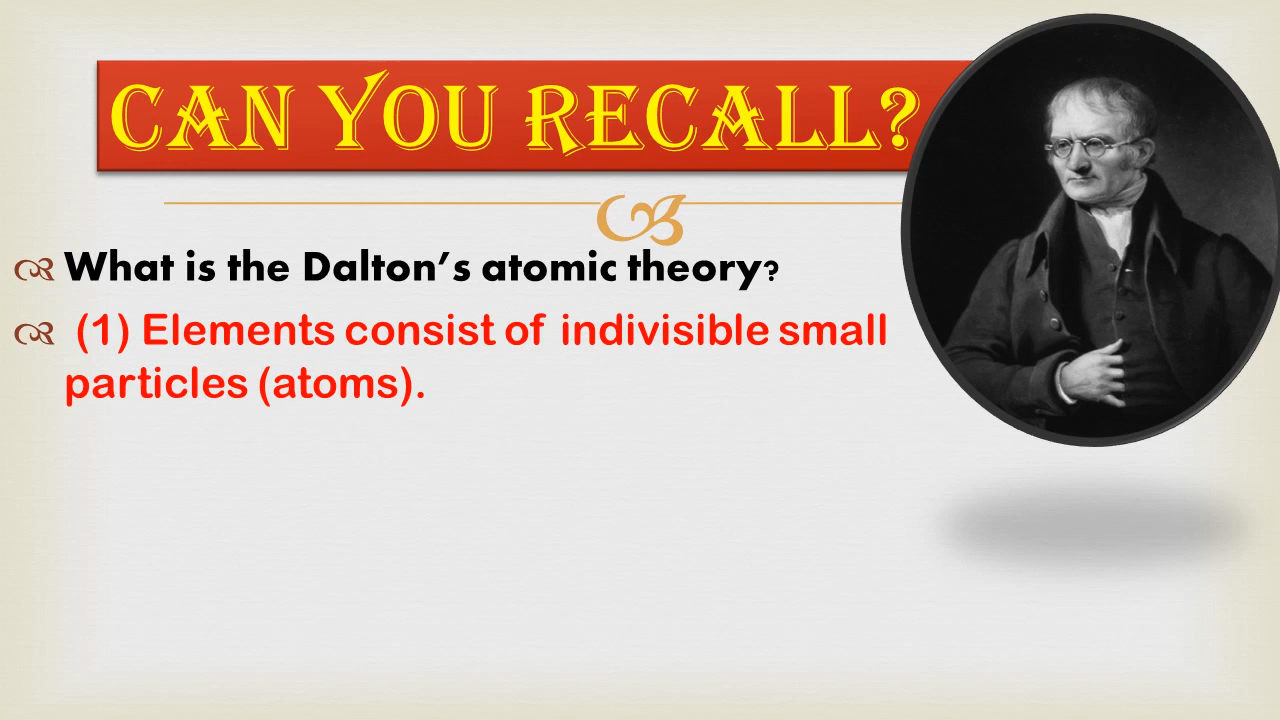 CAN YOU RECALL?
What is the Dalton's atomic theory?
(1) Elements consist of indivisible small
particles (atoms).